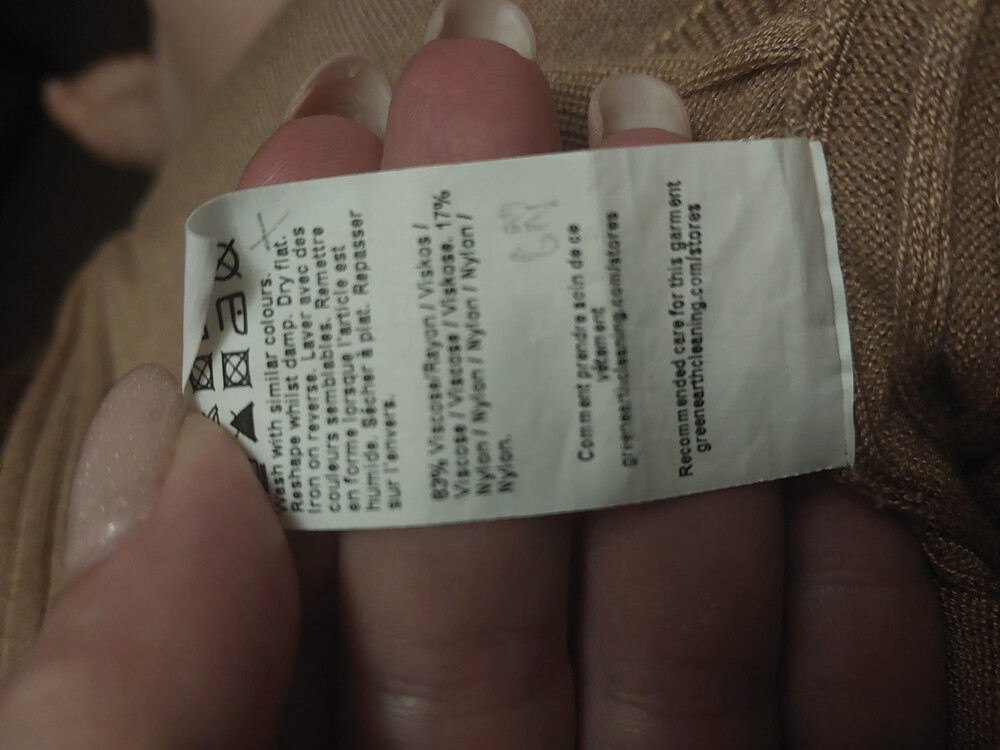 Wash with similar colours.
Reshape whilst damp. Dry flat.
Iron on reverse. Laver avec des
couleurs semblables. Remettre
en forme lorsque l'article est
humide. Sécher à plat. Repasser
sur l'envers.
83% Viscose/Rayon / Viskos /
Viscose / Viscosa / Viskose. 17%
Nylon / Nylon / Nylon / Nylon /
Nylon.
Comment prendre soin de ce
vêtement
greenearthcleaning.com/stores
Recommended care for this garment
greenearthcleaning.com/stores